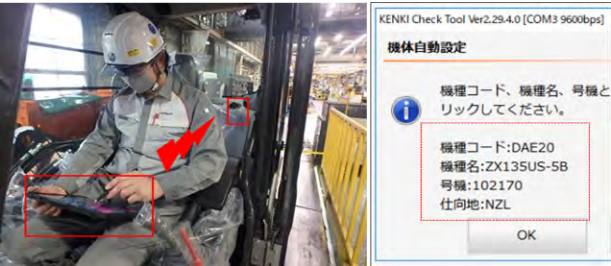 KENKI Check Tool Ver2.29.4.0 [COM3 9600bps]
機体自動設定
機種コード、機種名、号機と
リックしてください。
機種コード:DAE20
機種名:ZX135US-5B
号機:102170
仕向地:NZL
OK